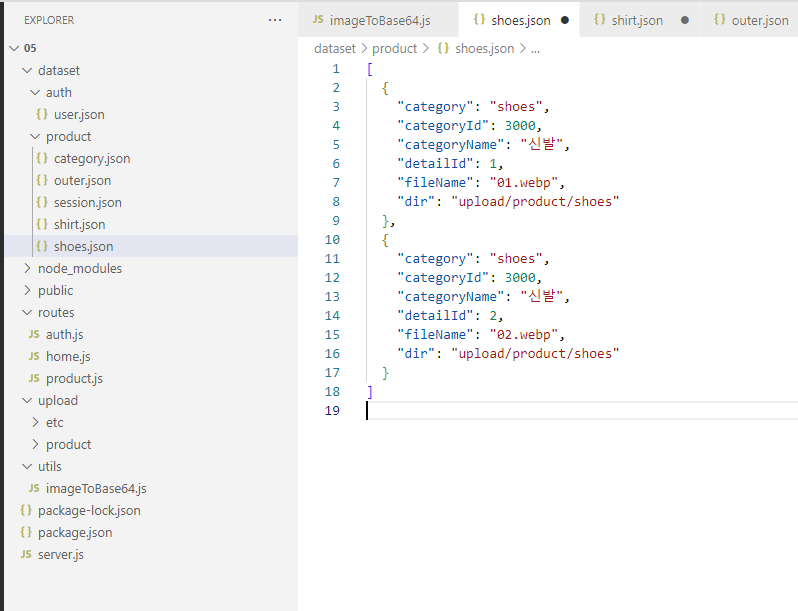 EXPLORER
05
dataset
auth
user.json
product
category.json
outer.json
session.json
shirt.json
shoes.json
node_modules
public
routes
auth.js
home.js
product.js
upload
etc
product
utils
imageToBase64.js
package-lock.json
package.json
server.js
JS imageToBase64.js {} shoes.json ● {} shirt.json ● {} outer.json
dataset > product > {} shoes.json > ...
1 [
2 {
3 "category": "shoes",
4 "categoryId": 3000,
5 "categoryName": "신발",
6 "detailId": 1,
7 "fileName": "01.webp",
8 "dir": "upload/product/shoes"
9 },
10 {
11 "category": "shoes",
12 "categoryId": 3000,
13 "categoryName": "신발",
14 "detailId": 2,
15 "fileName": "02.webp",
16 "dir": "upload/product/shoes"
17 }
18 ]
19